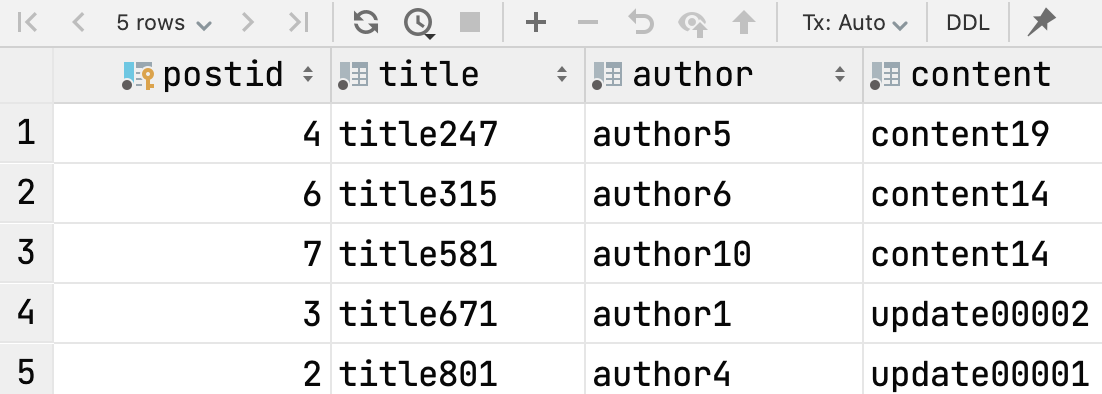 5 rows Tx: Auto DDL
postid title author content
1 4 title247 author5 content19
2 6 title315 author6 content14
3 7 title581 author10 content14
4 3 title671 author1 update00002
5 2 title801 author4 update00001